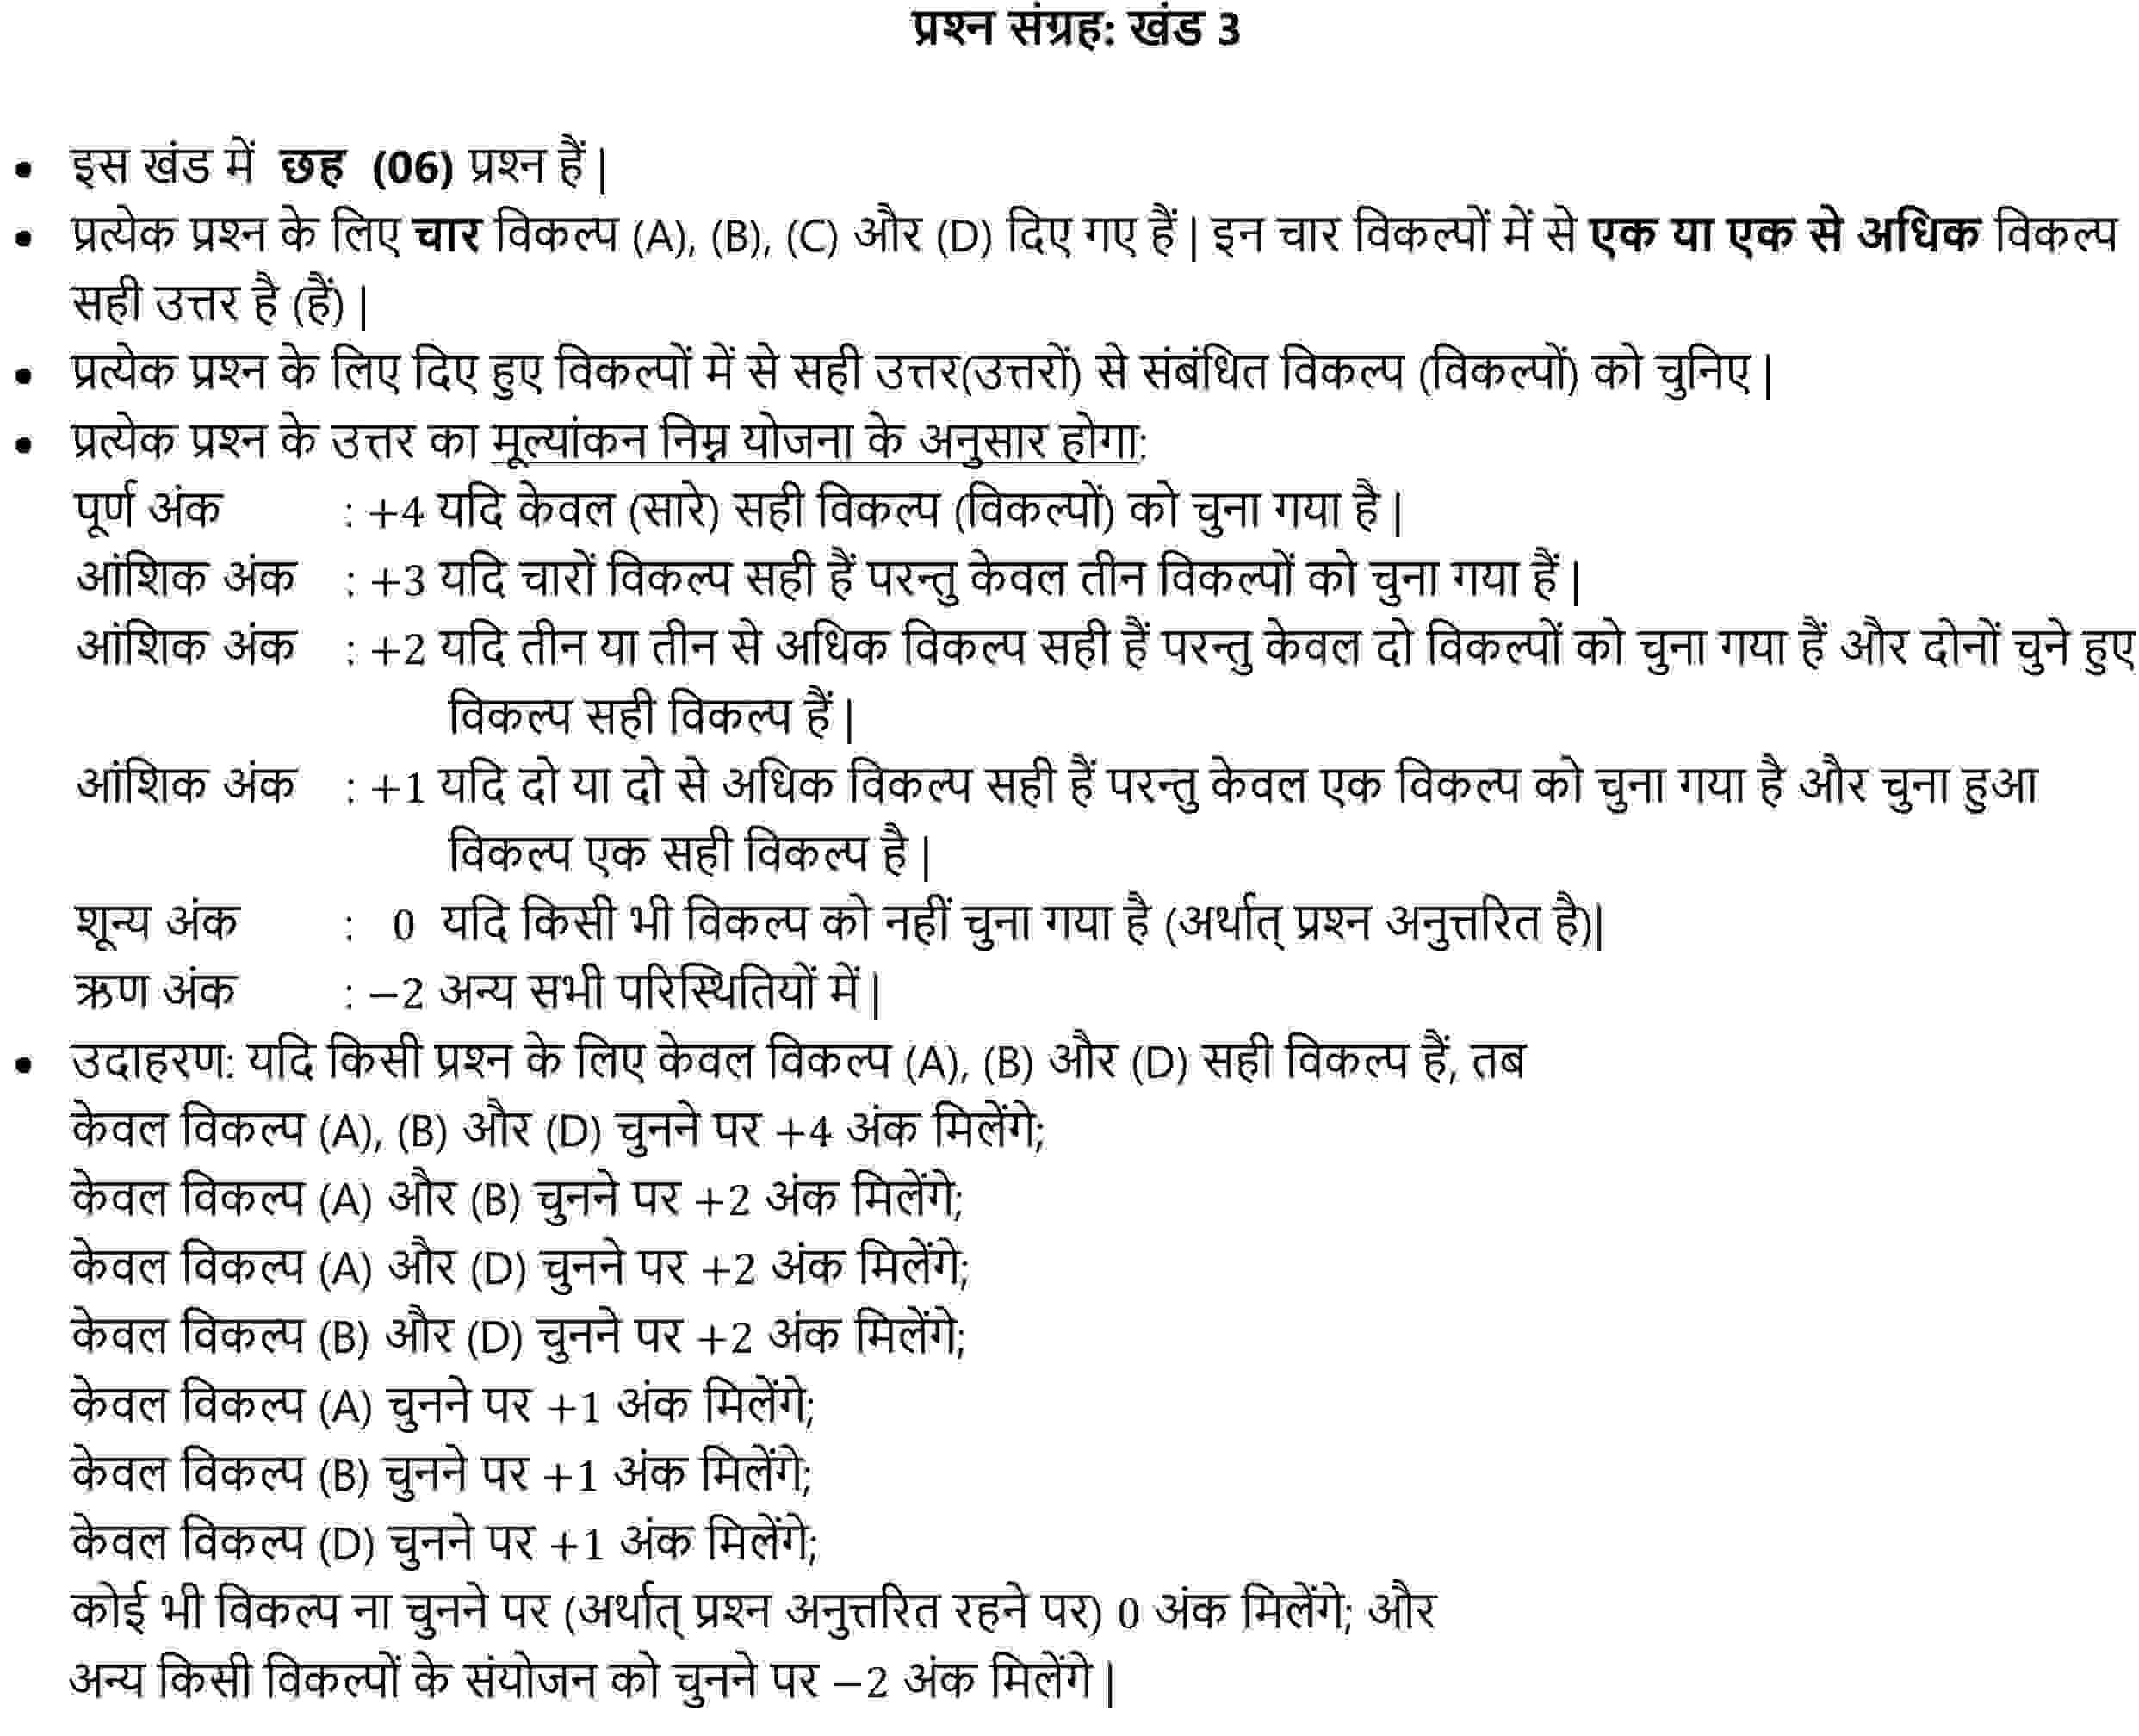 प्रश्न संग्रह: खंड 3
• इस खंड में छह (06) प्रश्न हैं |
• प्रत्येक प्रश्न के लिए चार विकल्प (A), (B), (C) और (D) दिए गए हैं | इन चार विकल्पों में से एक या एक से अधिक विकल्प
सही उत्तर है (हैं) |
• प्रत्येक प्रश्न के लिए दिए हुए विकल्पों में से सही उत्तर(उत्तरों) से संबंधित विकल्प (विकल्पों) को चुनिए |
• प्रत्येक प्रश्न के उत्तर का मूल्यांकन निम्न योजना के अनुसार होगा:
पूर्ण अंक : +4 यदि केवल (सारे) सही विकल्प (विकल्पों) को चुना गया है |
आंशिक अंक : +3 यदि चारों विकल्प सही हैं परन्तु केवल तीन विकल्पों को चुना गया हैं |
आंशिक अंक : +2 यदि तीन या तीन से अधिक विकल्प सही हैं परन्तु केवल दो विकल्पों को चुना गया हैं और दोनों चुने हुए
विकल्प सही विकल्प हैं |
आंशिक अंक : +1 यदि दो या दो से अधिक विकल्प सही हैं परन्तु केवल एक विकल्प को चुना गया है और चुना हुआ
विकल्प एक सही विकल्प है |
शून्य अंक : 0 यदि किसी भी विकल्प को नहीं चुना गया है (अर्थात् प्रश्न अनुत्तरित है)|
ऋण अंक : −2 अन्य सभी परिस्थितियों में |
• उदाहरण: यदि किसी प्रश्न के लिए केवल विकल्प (A), (B) और (D) सही विकल्प हैं, तब
केवल विकल्प (A), (B) और (D) चुनने पर +4 अंक मिलेंगे;
केवल विकल्प (A) और (B) चुनने पर +2 अंक मिलेंगे;
केवल विकल्प (A) और (D) चुनने पर +2 अंक मिलेंगे;
केवल विकल्प (B) और (D) चुनने पर +2 अंक मिलेंगे;
केवल विकल्प (A) चुनने पर +1 अंक मिलेंगे;
केवल विकल्प (B) चुनने पर +1 अंक मिलेंगे;
केवल विकल्प (D) चुनने पर +1 अंक मिलेंगे;
कोई भी विकल्प ना चुनने पर (अर्थात् प्रश्न अनुत्तरित रहने पर) 0 अंक मिलेंगे; और
अन्य किसी विकल्पों के संयोजन को चुनने पर −2 अंक मिलेंगे |